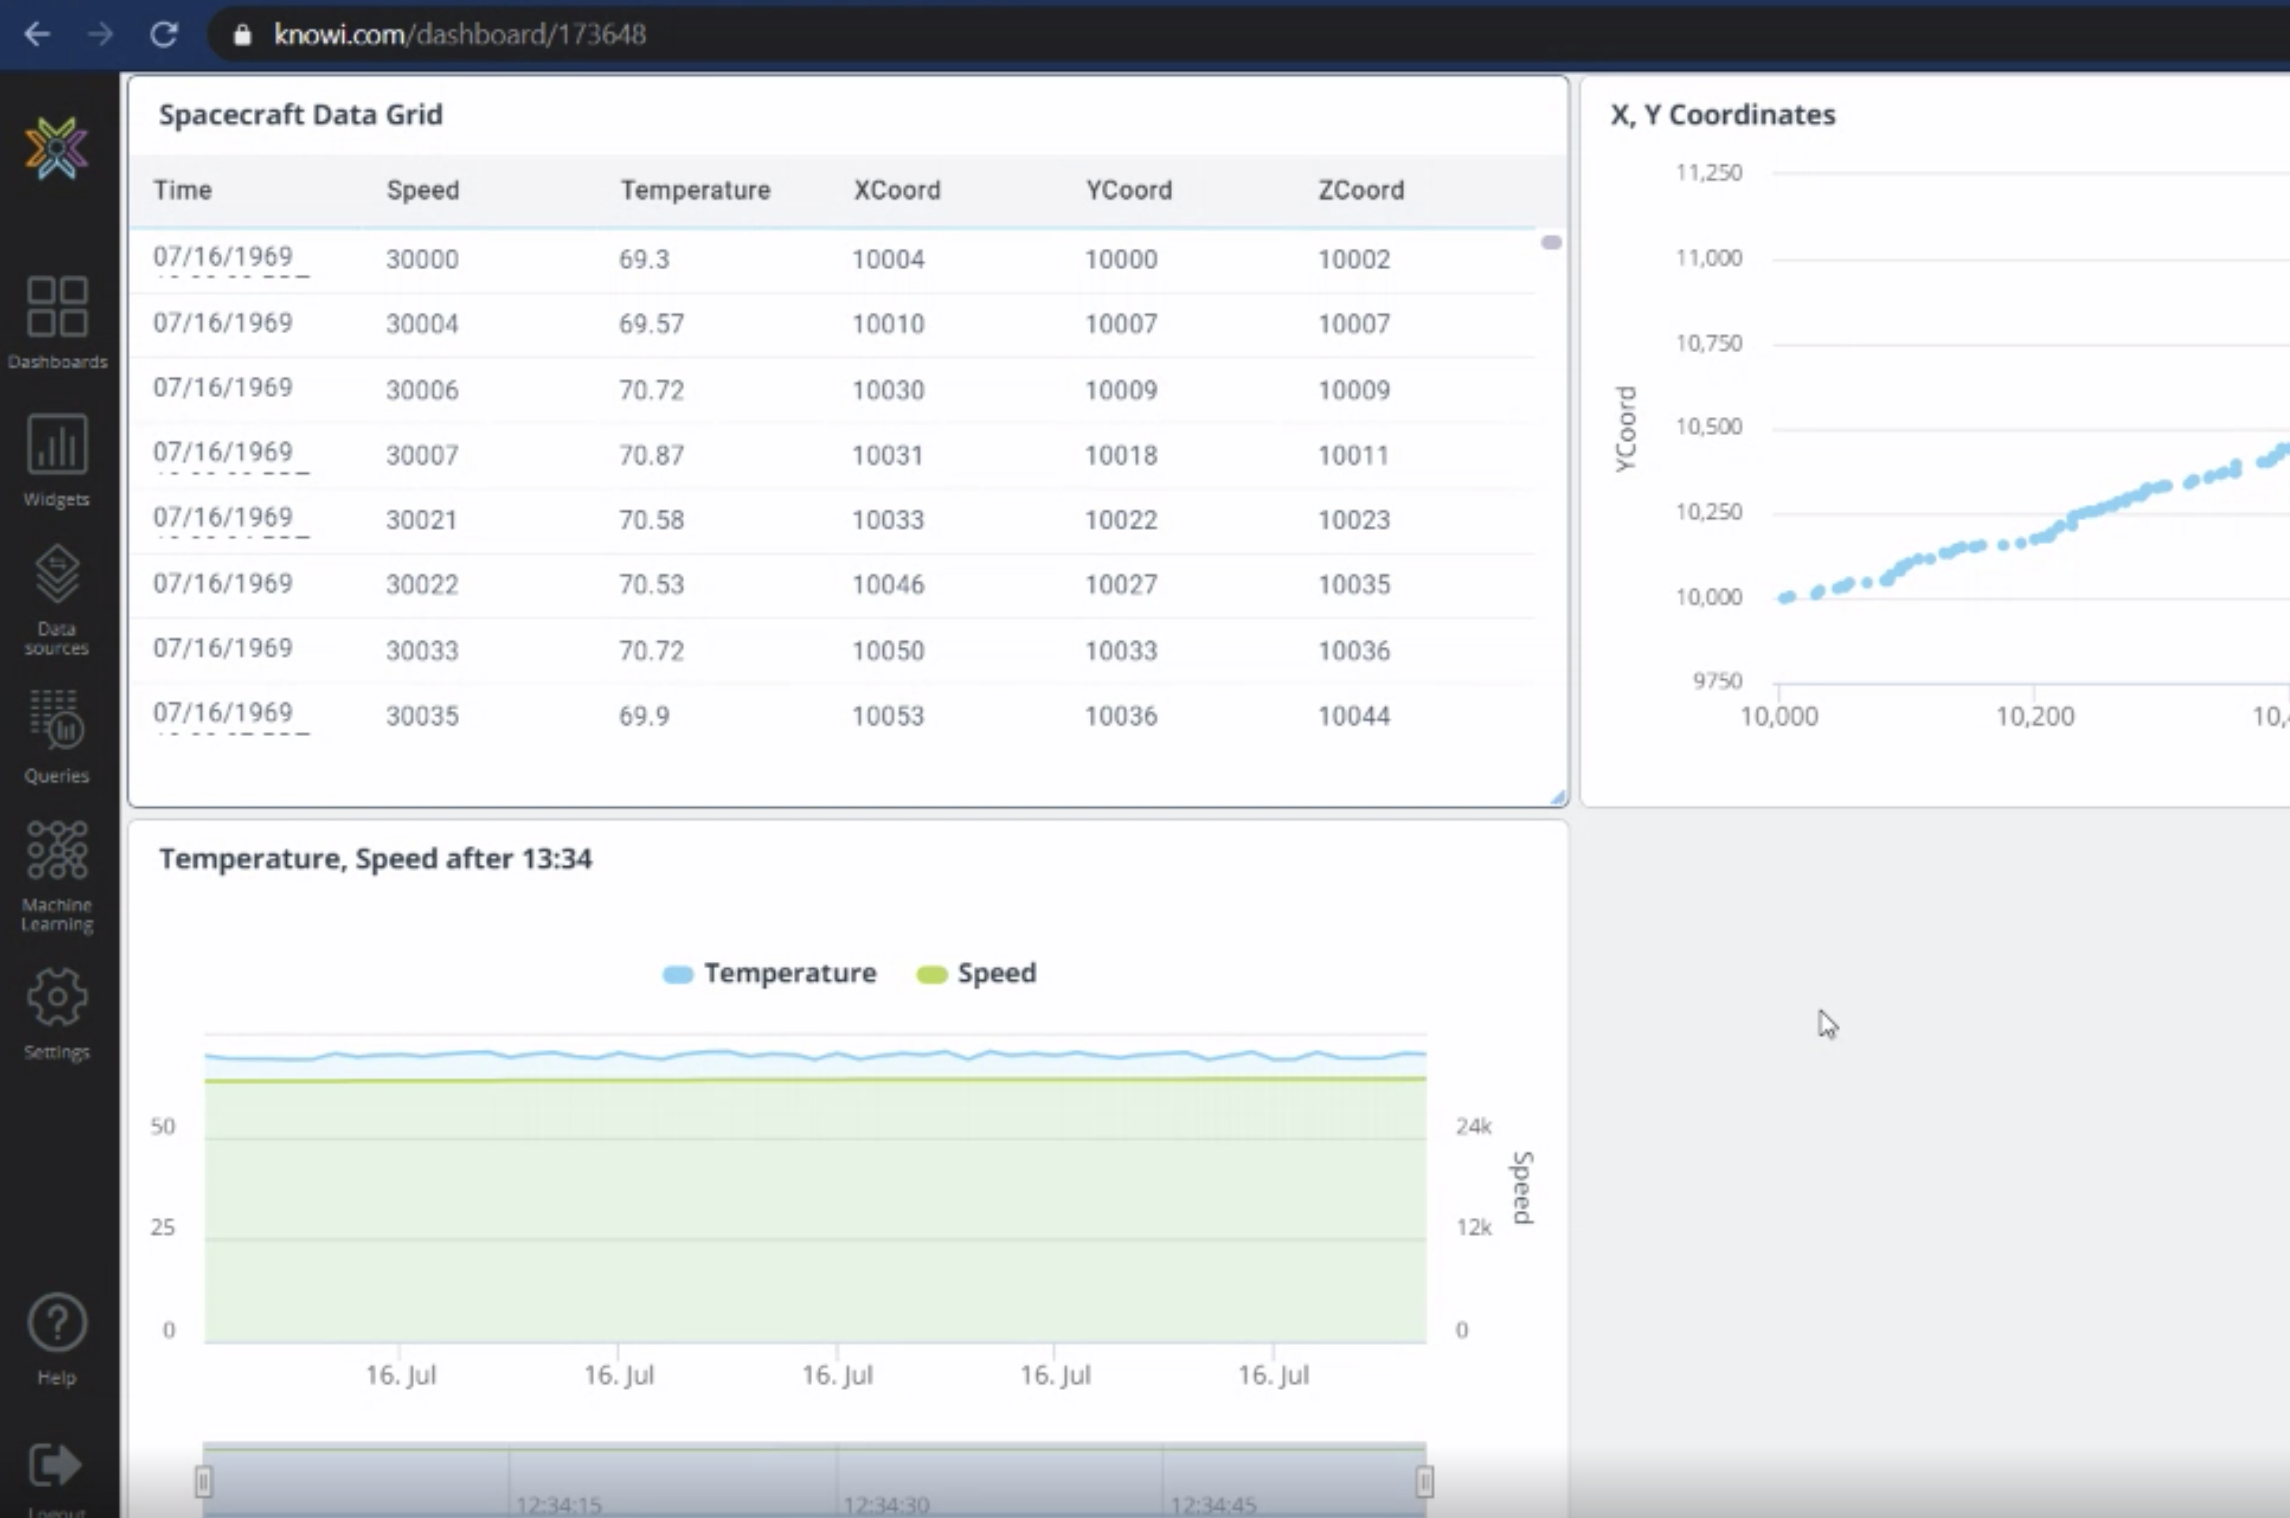 knowi.com/dashboard/173648
Dashboards
Widgets
Data
sources
Queries
Machine
Learning
Settings
Help
Logout
Spacecraft Data Grid
Time Speed Temperature XCoord YCoord ZCoord
07/16/1969 30000 69.3 10004 10000 10002
07/16/1969 30004 69.57 10010 10007 10007
07/16/1969 30006 70.72 10030 10009 10009
07/16/1969 30007 70.87 10031 10018 10011
07/16/1969 30021 70.58 10033 10022 10023
07/16/1969 30022 70.53 10046 10027 10035
07/16/1969 30033 70.72 10050 10033 10036
07/16/1969 30035 69.9 10053 10036 10044
X, Y Coordinates
11,250
11,000
10,750
10,500
10,250
10,000
9750
YCoord
10,000 10,200
Temperature, Speed after 13:34
Temperature Speed
50 24k
25 12k
0 0
Speed
16. Jul 16. Jul 16. Jul 16. Jul 16. Jul
12:34:15 12:34:30 12:34:45